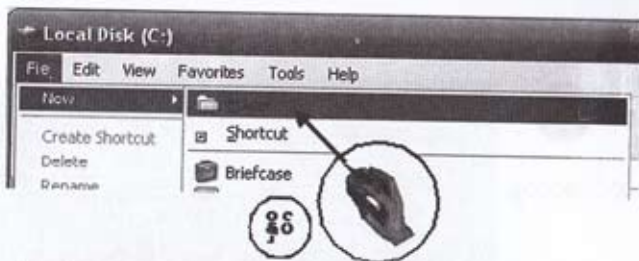 Local Disk (C:)
File Edit View Favorites Tools Help
New
Shortcut
Create Shortcut
Briefcase
Delete
Rename